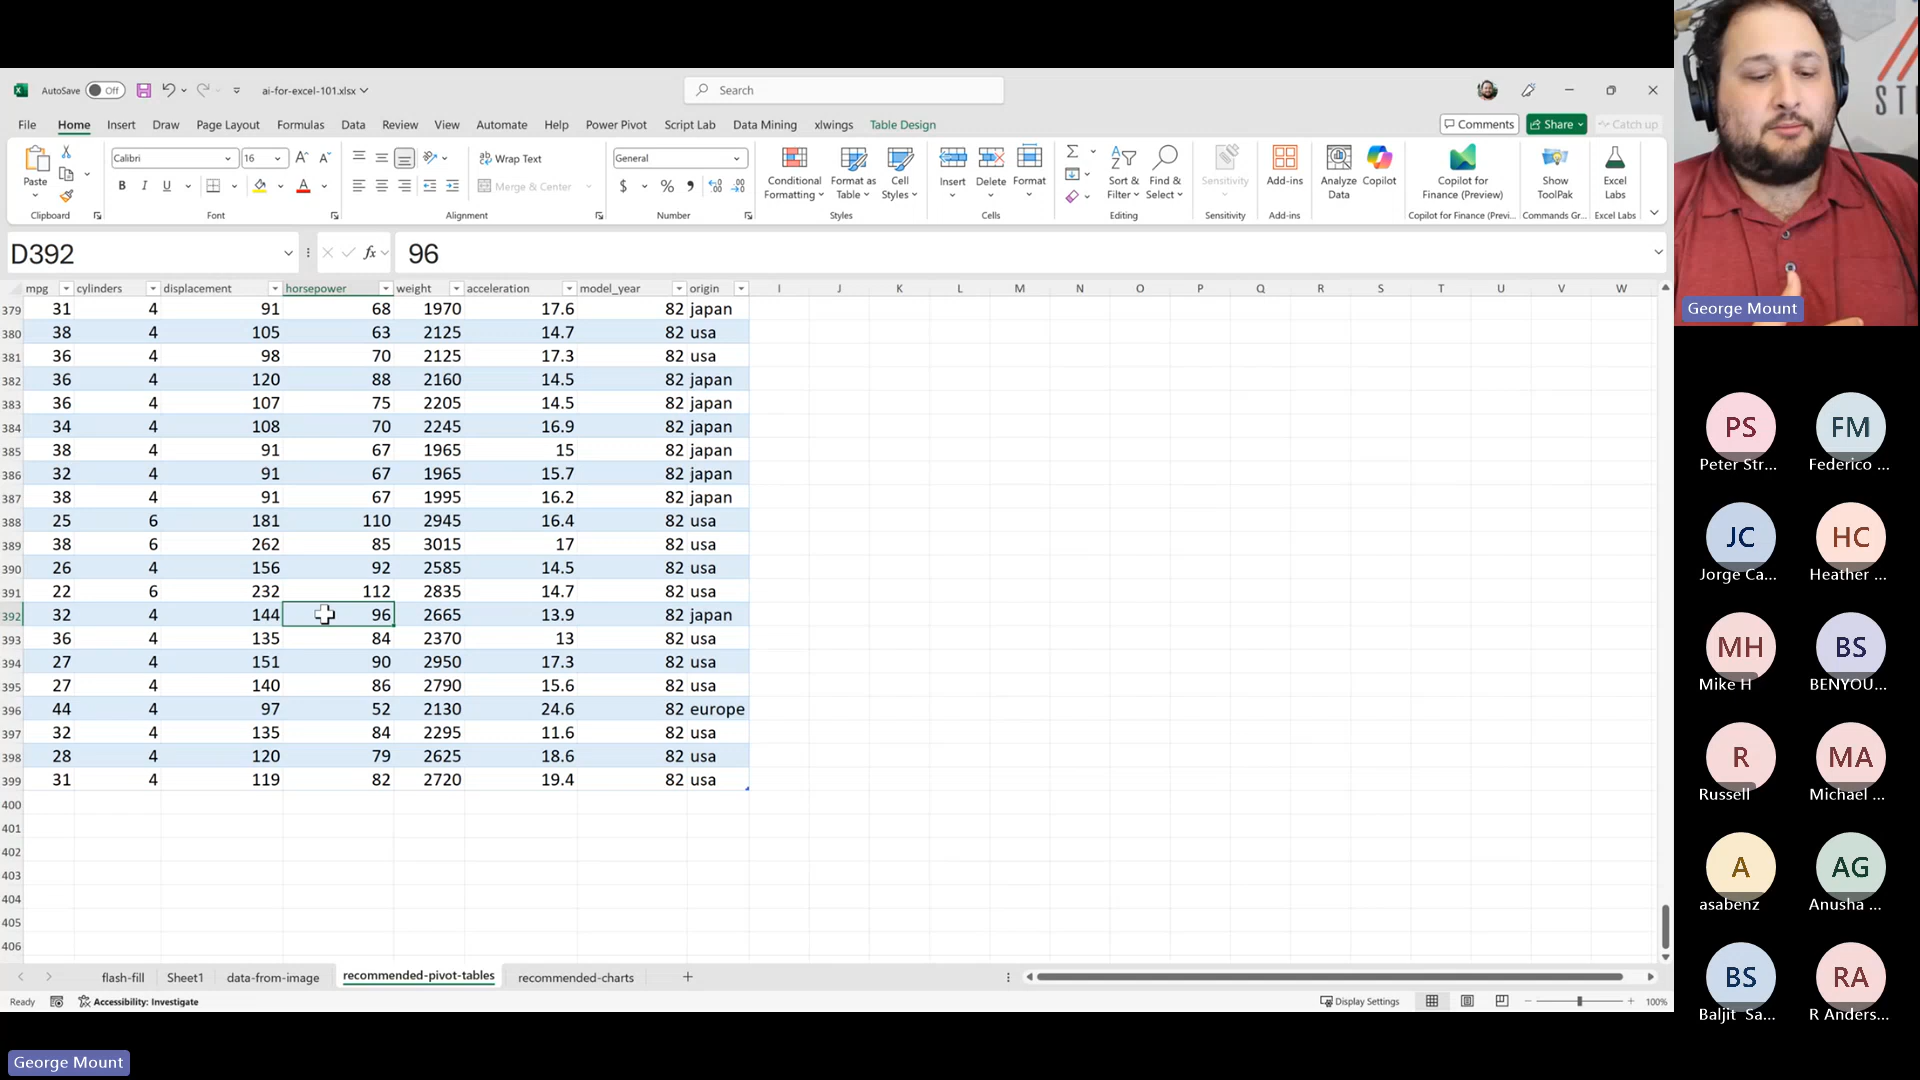 AutoSave Off ai-for-excel-101.xlsx Search
File Home Insert Draw Page Layout Formulas Data Review View Automate Help Power Pivot Script Lab Data Mining xlwings Table Design Comments Share Catch up
Paste Calibri 16 Wrap Text General Conditional Formatting Format as Table Cell Styles Insert Delete Format Sort & Filter Find & Select Sensitivity Add-ins Analyze Data Copilot Copilot for Finance (Preview) Show ToolPak Excel Labs
B I U Merge & Center $ %
Clipboard Font Alignment Number Styles Cells Editing Sensitivity Add-ins Copilot for Finance (Previ... Commands Gr... Excel Labs
D392 fx 96
mpg cylinders displacement horsepower weight acceleration model_year origin I J K L M N O P Q R S T U V W
379 31 4 91 68 1970 17.6 82 japan
380 38 4 105 63 2125 14.7 82 usa
381 36 4 98 70 2125 17.3 82 usa
382 36 4 120 88 2160 14.5 82 japan
383 36 4 107 75 2205 14.5 82 japan
384 34 4 108 70 2245 16.9 82 japan
385 38 4 91 67 1965 15 82 japan
386 32 4 91 67 1965 15.7 82 japan
387 38 4 91 67 1995 16.2 82 japan
388 25 6 181 110 2945 16.4 82 usa
389 38 6 262 85 3015 17 82 usa
390 26 4 156 92 2585 14.5 82 usa
391 22 6 232 112 2835 14.7 82 usa
392 32 4 144 96 2665 13.9 82 japan
393 36 4 135 84 2370 13 82 usa
394 27 4 151 90 2950 17.3 82 usa
395 27 4 140 86 2790 15.6 82 usa
396 44 4 97 52 2130 24.6 82 europe
397 32 4 135 84 2295 11.6 82 usa
398 28 4 120 79 2625 18.6 82 usa
399 31 4 119 82 2720 19.4 82 usa
400
401
402
403
404
405
406
flash-fill Sheet1 data-from-image recommended-pivot-tables recommended-charts
Ready Accessibility: Investigate Display Settings 100%
George Mount
ST
George Mount
PS FM
Peter Str... Federico ...
JC HC
Jorge Ca... Heather ...
MH BS
Mike H BENYOU...
R MA
Russell Michael ...
A AG
asabenz Anusha ...
BS RA
Baljit Sa... R Anders...